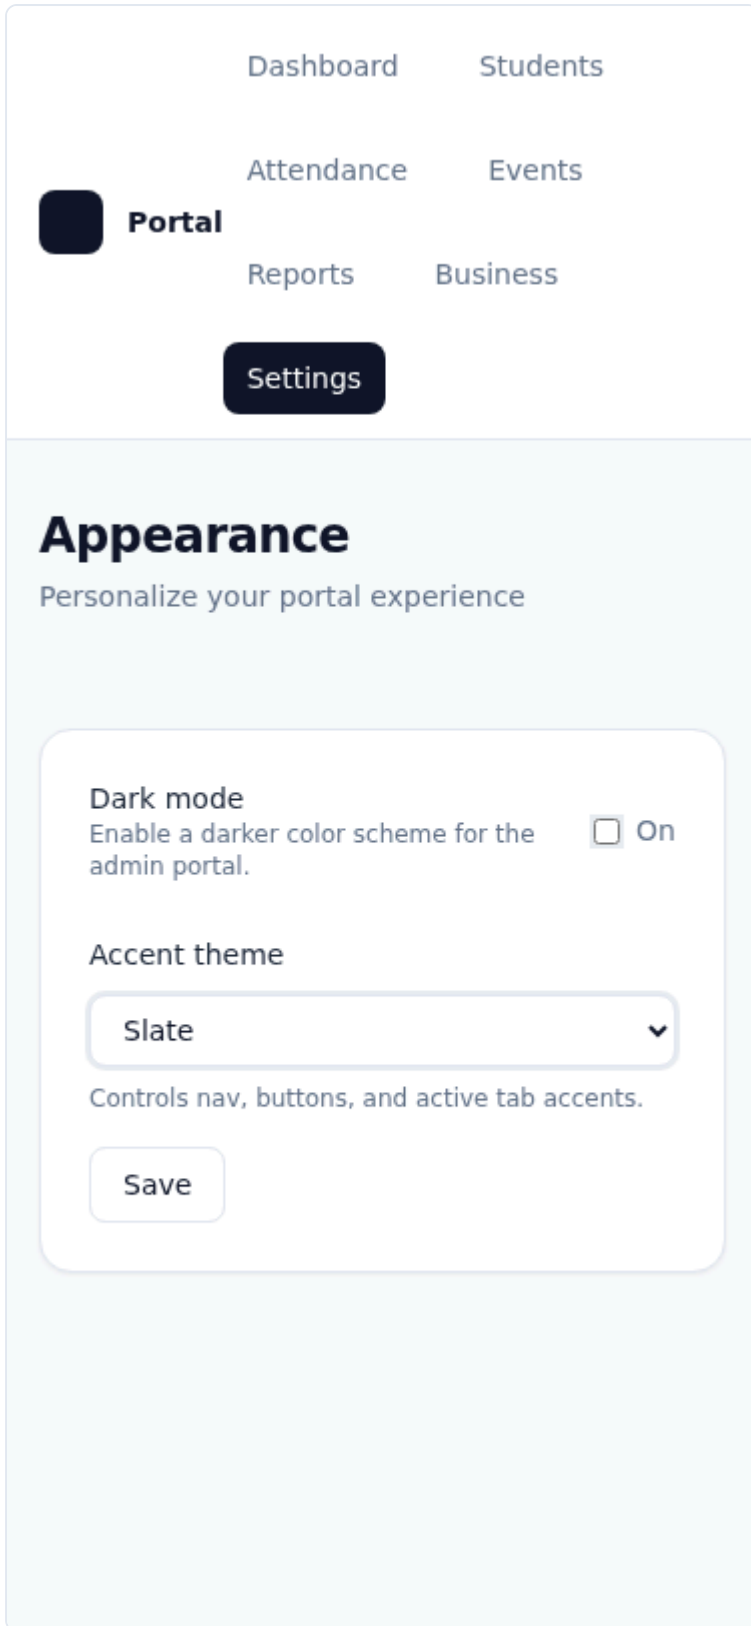 Dashboard Students
Attendance Events
Portal
Reports Business
Settings
Appearance
Personalize your portal experience
Dark mode
Enable a darker color scheme for the
admin portal.
On
Accent theme
Slate
Controls nav, buttons, and active tab accents.
Save